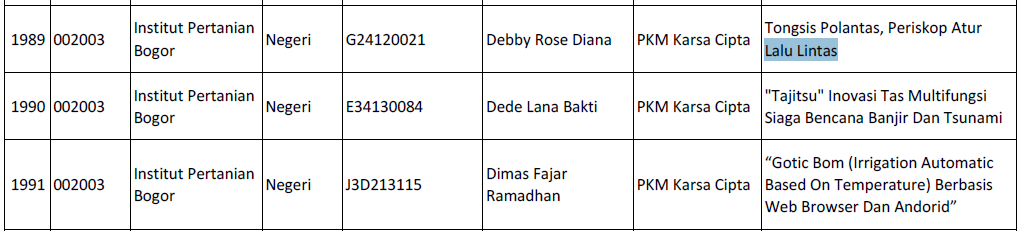 1989 002003 Institut Pertanian Bogor Negeri G24120021 Debby Rose Diana PKM Karsa Cipta Tongsis Polantas, Periskop Atur
Lalu Lintas
1990 002003 Institut Pertanian Bogor Negeri E34130084 Dede Lana Bakti PKM Karsa Cipta "Tajitsu" Inovasi Tas Multifungsi
Siaga Bencana Banjir Dan Tsunami
1991 002003 Institut Pertanian Bogor Negeri J3D213115 Dimas Fajar Ramadhan PKM Karsa Cipta “Gotic Bom (Irrigation Automatic
Based On Temperature) Berbasis
Web Browser Dan Andorid”